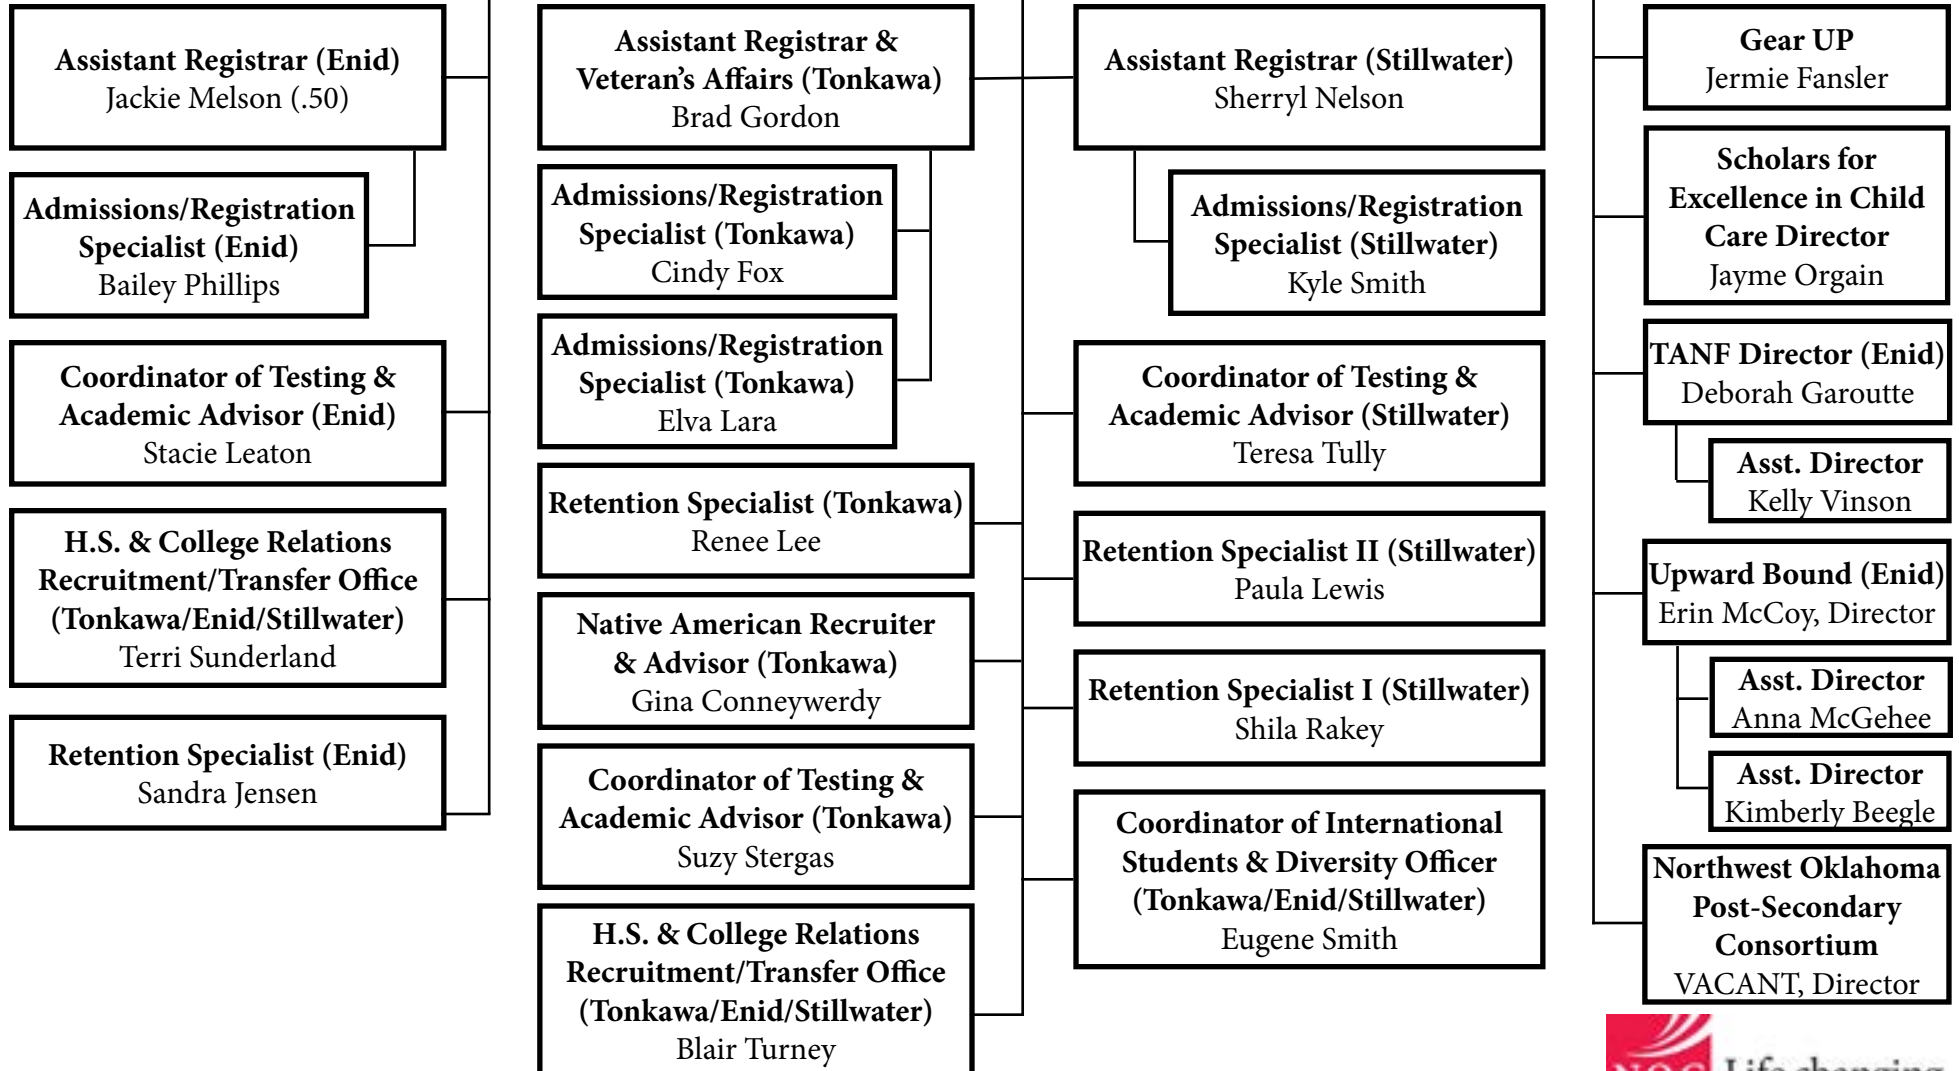 Assistant Registrar (Enid)
Jackie Melson (.50)
Admissions/Registration
Specialist (Enid)
Bailey Phillips
Coordinator of Testing &
Academic Advisor (Enid)
Stacie Leaton
H.S. & College Relations
Recruitment/Transfer Office
(Tonkawa/Enid/Stillwater)
Terri Sunderland
Retention Specialist (Enid)
Sandra Jensen
Assistant Registrar &
Veteran's Affairs (Tonkawa)
Brad Gordon
Admissions/Registration
Specialist (Tonkawa)
Cindy Fox
Admissions/Registration
Specialist (Tonkawa)
Elva Lara
Retention Specialist (Tonkawa)
Renee Lee
Native American Recruiter
& Advisor (Tonkawa)
Gina Conneywerdy
Coordinator of Testing &
Academic Advisor (Tonkawa)
Suzy Stergas
H.S. & College Relations
Recruitment/Transfer Office
(Tonkawa/Enid/Stillwater)
Blair Turney
Assistant Registrar (Stillwater)
Sherryl Nelson
Admissions/Registration
Specialist (Stillwater)
Kyle Smith
Coordinator of Testing &
Academic Advisor (Stillwater)
Teresa Tully
Retention Specialist II (Stillwater)
Paula Lewis
Retention Specialist I (Stillwater)
Shila Rakey
Coordinator of International
Students & Diversity Officer
(Tonkawa/Enid/Stillwater)
Eugene Smith
Gear UP
Jermie Fansler
Scholars for
Excellence in Child
Care Director
Jayme Orgain
TANF Director (Enid)
Deborah Garoutte
Asst. Director
Kelly Vinson
Upward Bound (Enid)
Erin McCoy, Director
Asst. Director
Anna McGehee
Asst. Director
Kimberly Beegle
Northwest Oklahoma
Post-Secondary
Consortium
VACANT, Director
NOC Life changing